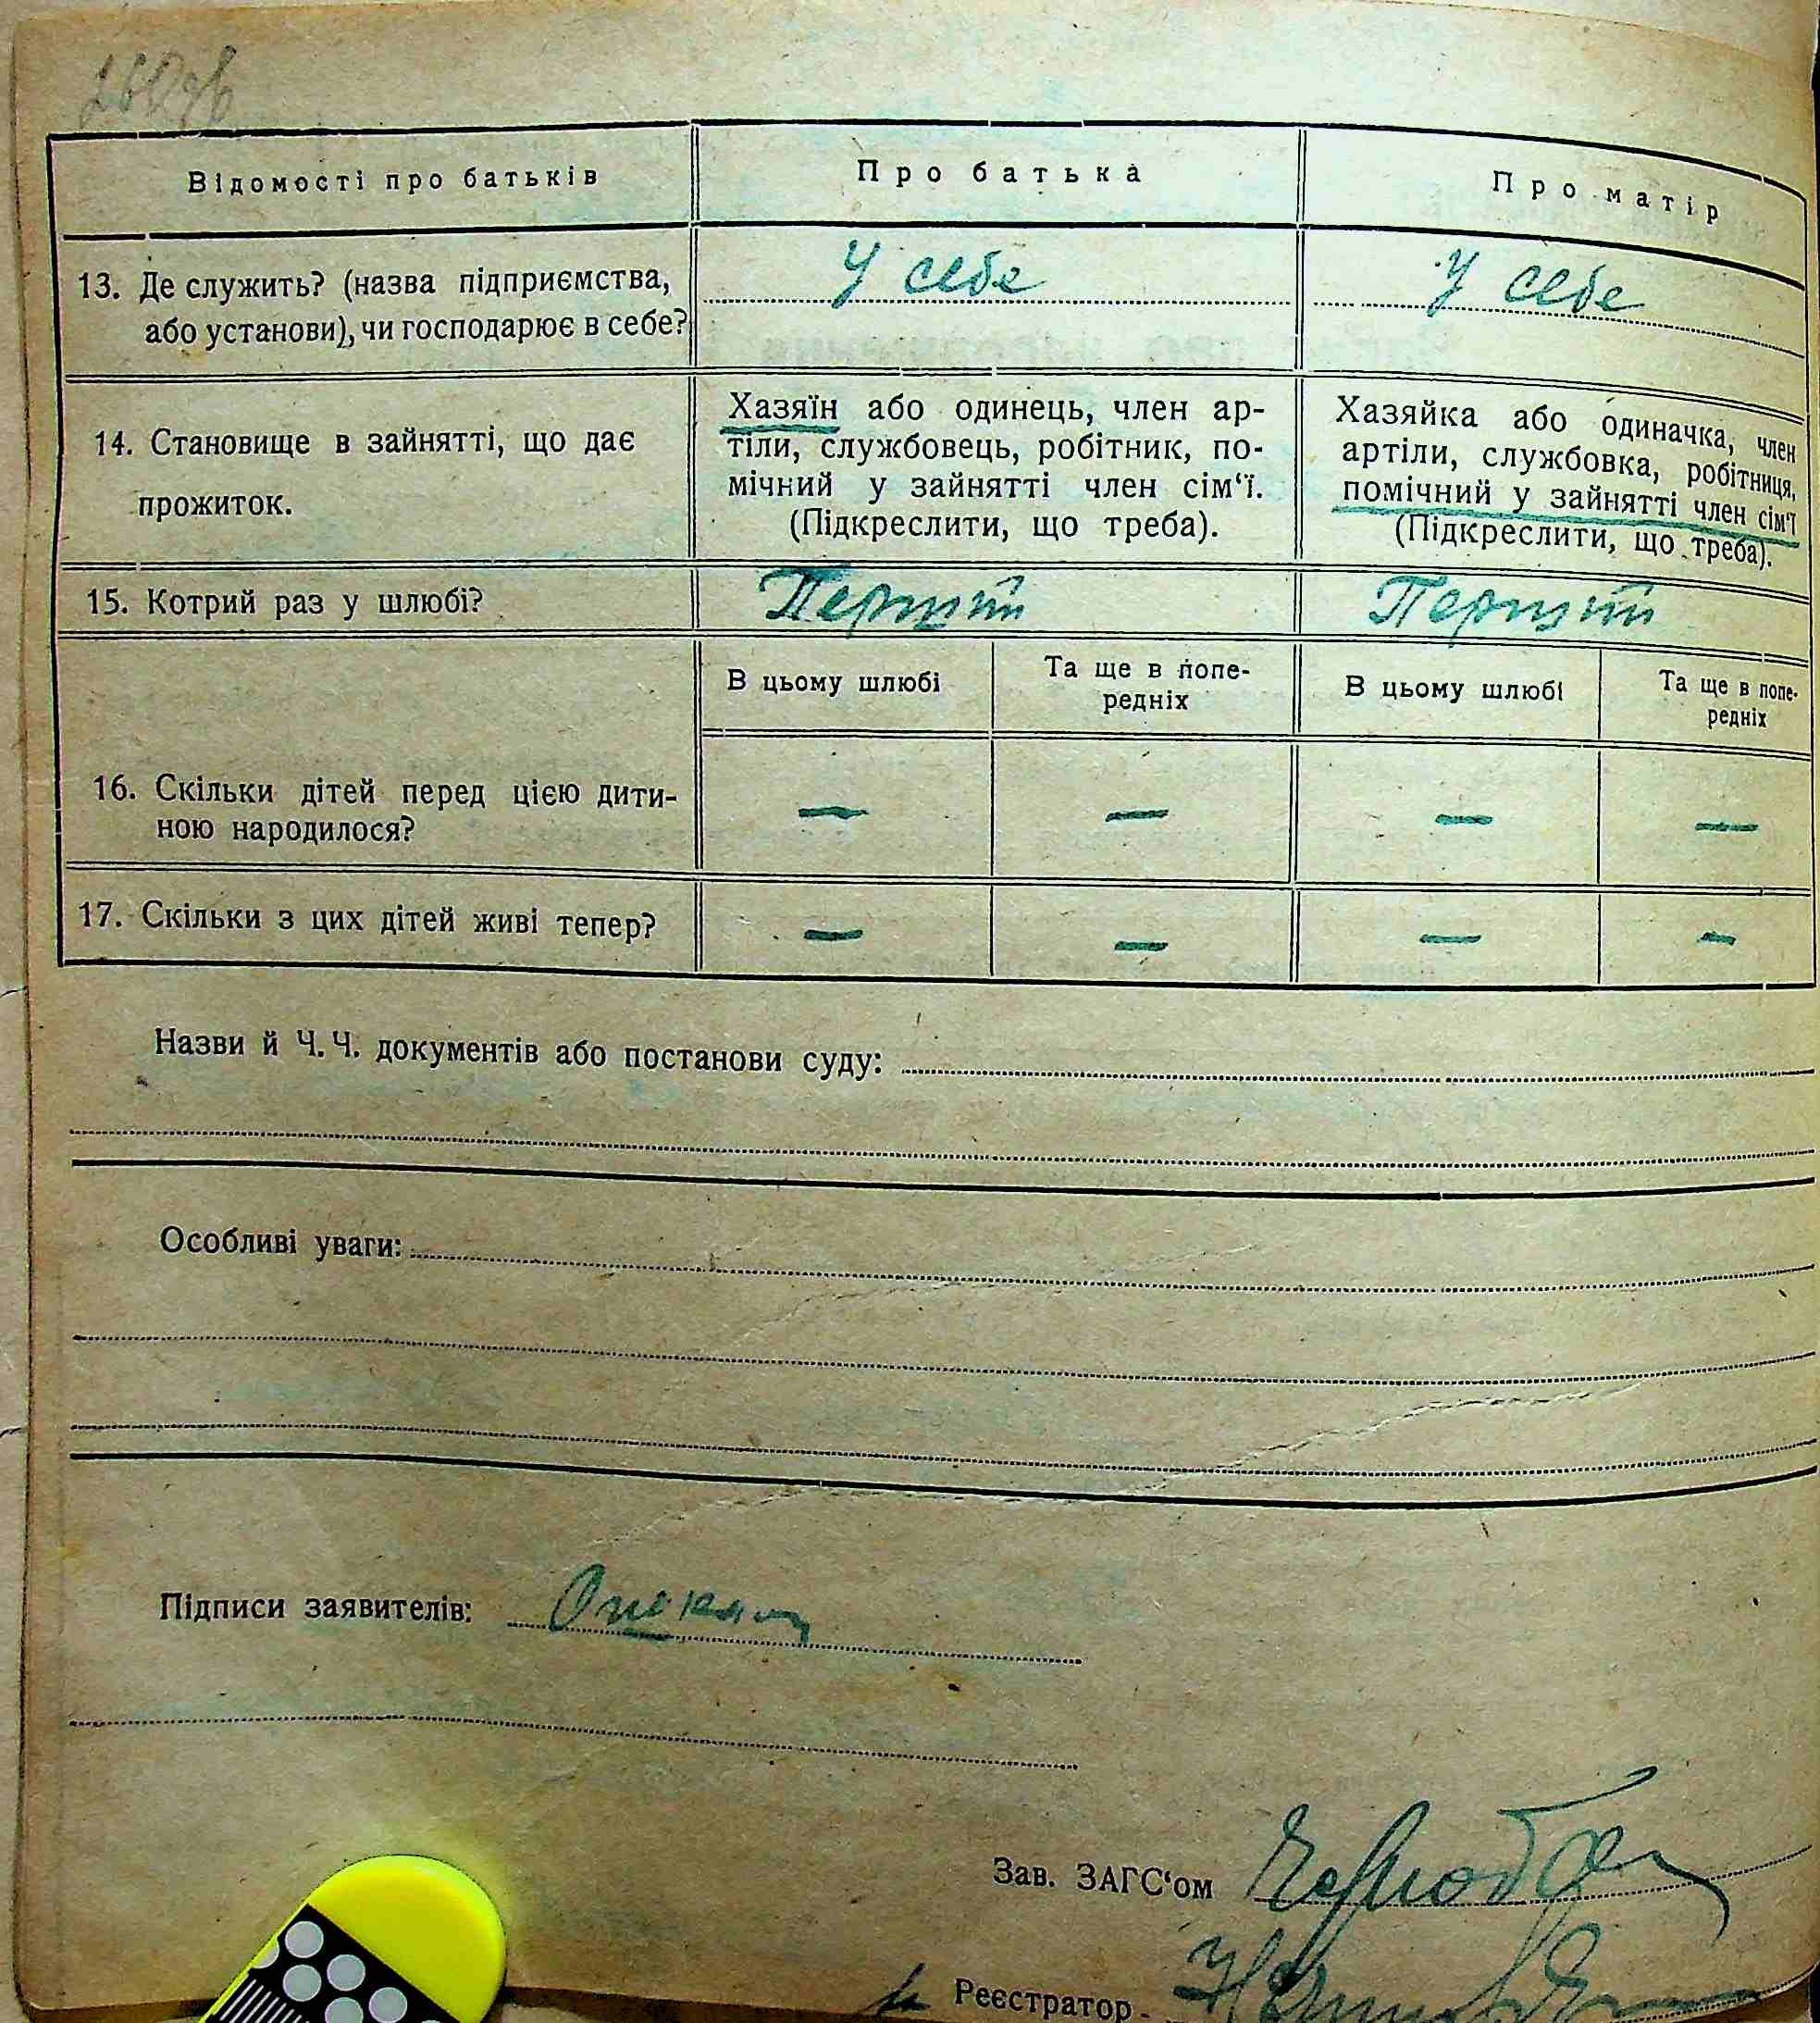 Відомості про батьків
Про батька
Про матір
13. Де служить? (назва підприємства,
або установи), чи господарює в себе?
У себе
У себе
14. Становище в зайнятті, що дає
прожиток.
Хазяїн або одинець, член ар-
тіли, службовець, робітник, по-
мічний у зайнятті член сім‘ї.
(Підкреслити, що треба).
Хазяйка або одиначка, член
артіли, службовка, робітниця,
помічний у зайнятті член сім‘ї
(Підкреслити, що треба).
15. Котрий раз у шлюбі?
Перший
Перший
В цьому шлюбі
Та ще в попе-
редніх
В цьому шлюбі
Та ще в попе-
редніх
16. Скільки дітей перед цією дити-
ною народилося?
— — — —
17. Скільки з цих дітей живі тепер?
— — — —
Назви й Ч.Ч. документів або постанови суду:
Особливі уваги:
Підписи заявителів:
Зав. ЗАГС‘ом
Реєстратор